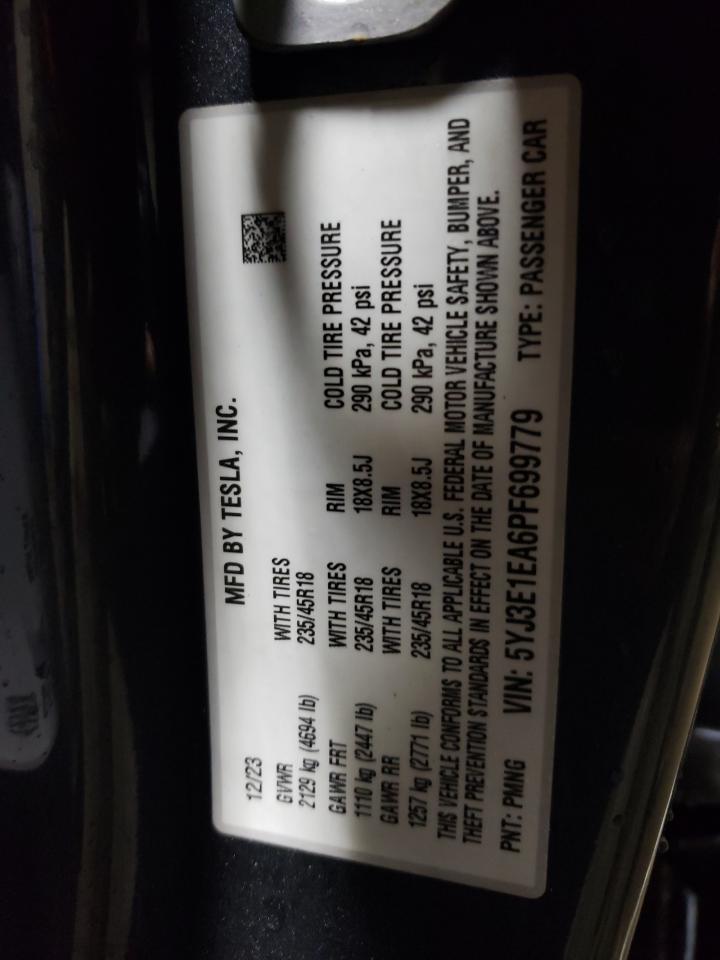 MFD BY TESLA, INC.
12/23
GVWR WITH TIRES
2129 kg (4694 lb) 235/45R18
GAWR FRT WITH TIRES RIM COLD TIRE PRESSURE
1110 kg (2447 lb) 235/45R18 18X8.5J 290 kPa, 42 psi
GAWR RR WITH TIRES RIM COLD TIRE PRESSURE
1257 kg (2771 lb) 235/45R18 18X8.5J 290 kPa, 42 psi
THIS VEHICLE CONFORMS TO ALL APPLICABLE U.S. FEDERAL MOTOR VEHICLE SAFETY, BUMPER, AND
THEFT PREVENTION STANDARDS IN EFFECT ON THE DATE OF MANUFACTURE SHOWN ABOVE.
PNT: PMNG VIN: 5YJ3E1EA6PF699779 TYPE: PASSENGER CAR